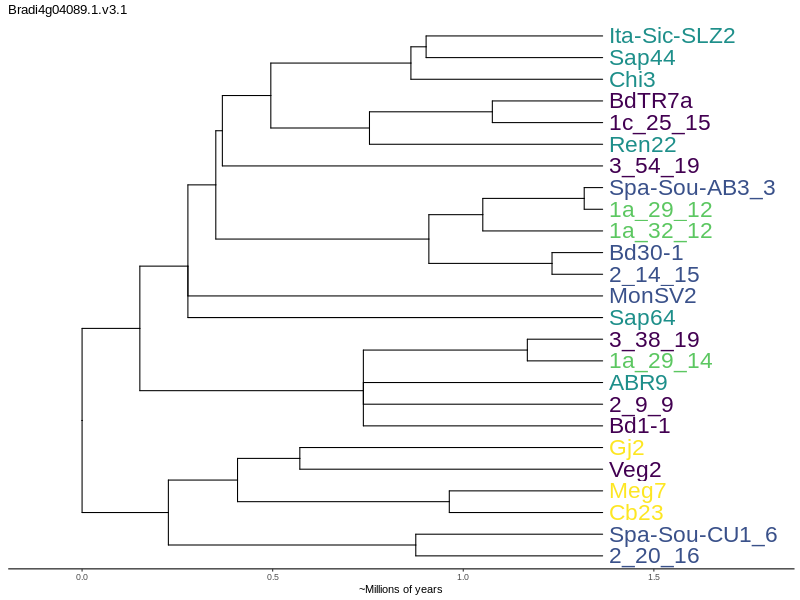 Bradi4g04089.1.v3.1
Ita-Sic-SLZ2
Sap44
Chi3
BdTR7a
1c_25_15
Ren22
3_54_19
Spa-Sou-AB3_3
1a_29_12
1a_32_12
Bd30-1
2_14_15
MonSV2
Sap64
3_38_19
1a_29_14
ABR9
2_9_9
Bd1-1
Gj2
Veg2
Meg7
Cb23
Spa-Sou-CU1_6
2_20_16
0.0 0.5 1.0 1.5
~Millions of years